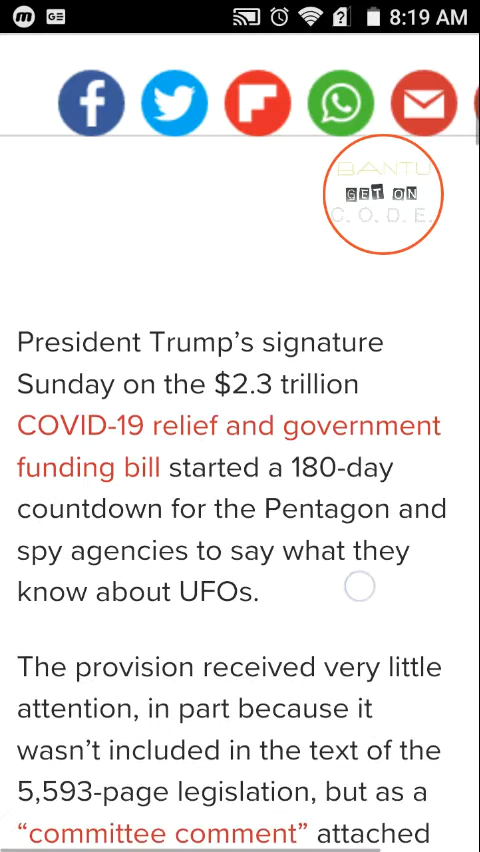 8:19 AM
BANTU
GET ON
C. O. D. E.
President Trump’s signature
Sunday on the $2.3 trillion
COVID-19 relief and government
funding bill started a 180-day
countdown for the Pentagon and
spy agencies to say what they
know about UFOs.
The provision received very little
attention, in part because it
wasn’t included in the text of the
5,593-page legislation, but as a
“committee comment” attached